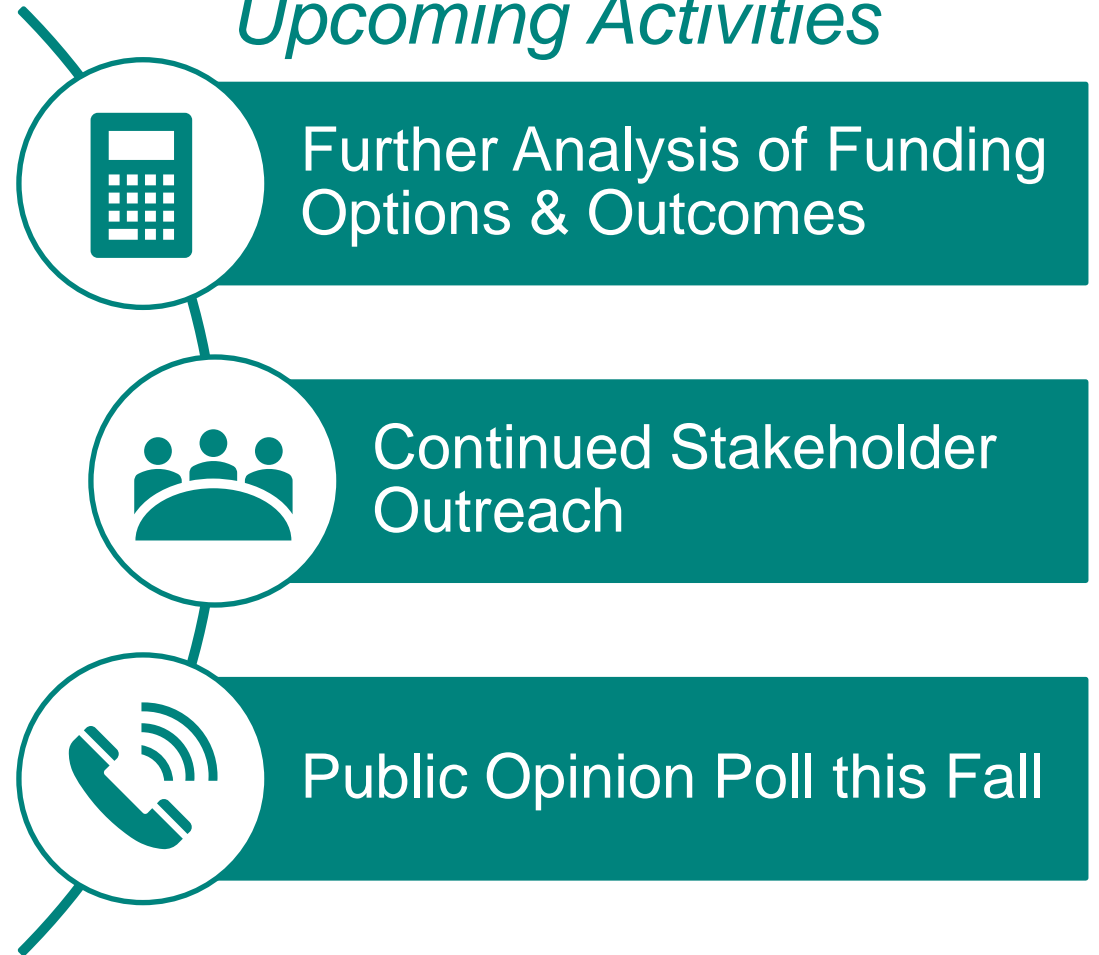 Upcoming Activities
Further Analysis of Funding
Options & Outcomes
Continued Stakeholder
Outreach
Public Opinion Poll this Fall